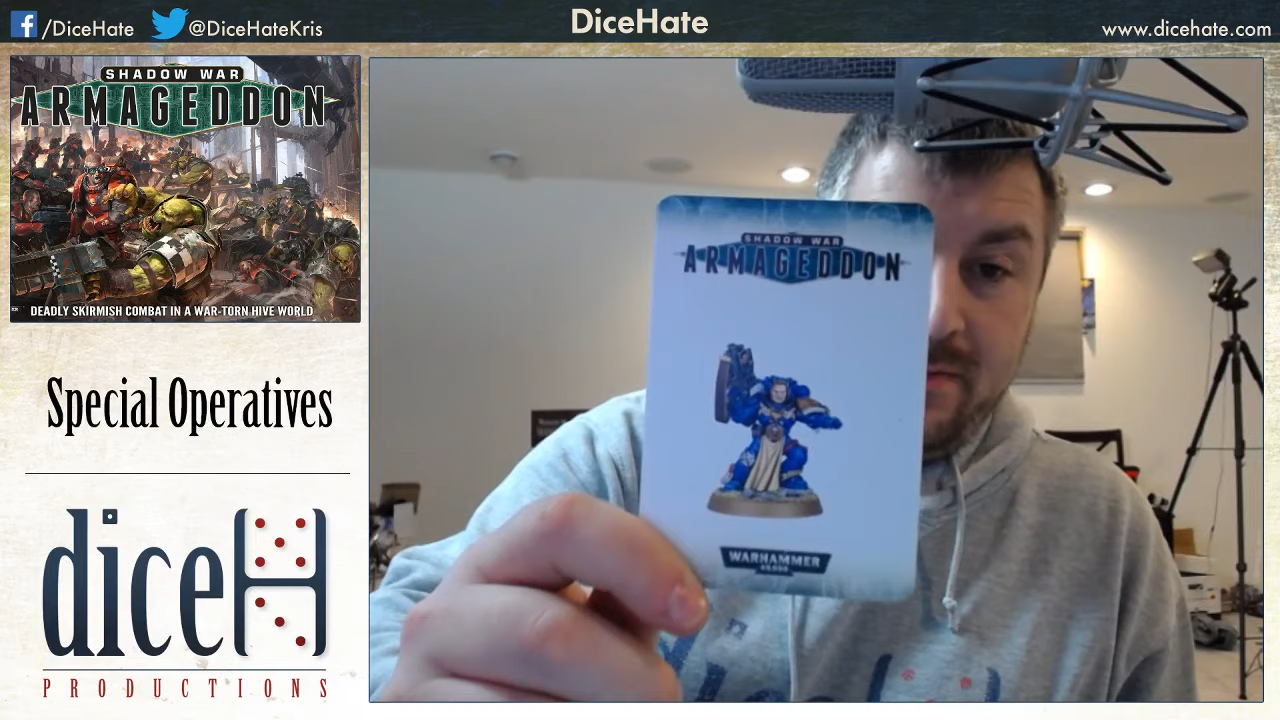 /DiceHate
@DiceHateKris
DiceHate
www.dicehate.com
SHADOW WAR
ARMAGEDDON
DEADLY SKIRMISH COMBAT IN A WAR-TORN HIVE WORLD
Special Operatives
diceH
PRODUCTIONS
SHADOW WAR
ARMAGEDDON
WARHAMMER
40,000